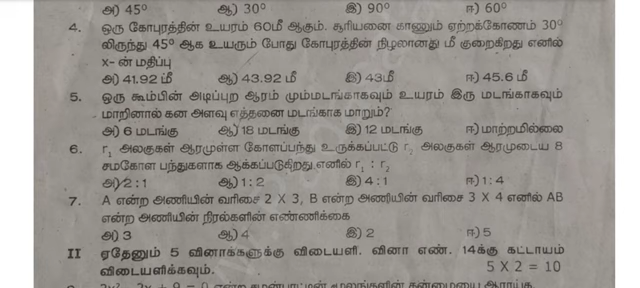 அ) 45° ஆ) 30° இ) 90° ஈ) 60°
4. ஒரு கோபுரத்தின் உயரம் 60மீ ஆகும். சூரியனை காணும் ஏற்றக்கோணம் 30°
லிருந்து 45° ஆக உயரும் போது கோபுரத்தின் நிழலானது மீ குறைகிறது எனில்
x- ன் மதிப்பு
அ) 41.92 மீ ஆ) 43.92 மீ இ) 43மீ ஈ) 45.6 மீ
5. ஒரு கூம்பின் அடிப்புற ஆரம் மும்மடங்காகவும் உயரம் இரு மடங்காகவும்
மாறினால் கன அளவு எத்தனை மடங்காக மாறும்?
அ) 6 மடங்கு ஆ) 18 மடங்கு இ) 12 மடங்கு ஈ) மாற்றமில்லை
6. r₁ அலகுகள் ஆரமுள்ள கோளப்பந்து உருக்கப்பட்டு r₂ அலகுகள் ஆரமுடைய 8
சமகோள பந்துகளாக ஆக்கப்படுகிறது எனில் r₁ : r₂
அ) 2 : 1 ஆ) 1 : 2 இ) 4 : 1 ஈ) 1 : 4
7. A என்ற அணியின் வரிசை 2 X 3, B என்ற அணியின் வரிசை 3 X 4 எனில் AB
என்ற அணியின் நிரல்களின் எண்ணிக்கை
அ) 3 ஆ) 4 இ) 2 ஈ) 5
II ஏதேனும் 5 வினாக்களுக்கு விடையளி. வினா எண். 14க்கு கட்டாயம்
விடையளிக்கவும். 5 X 2 = 10